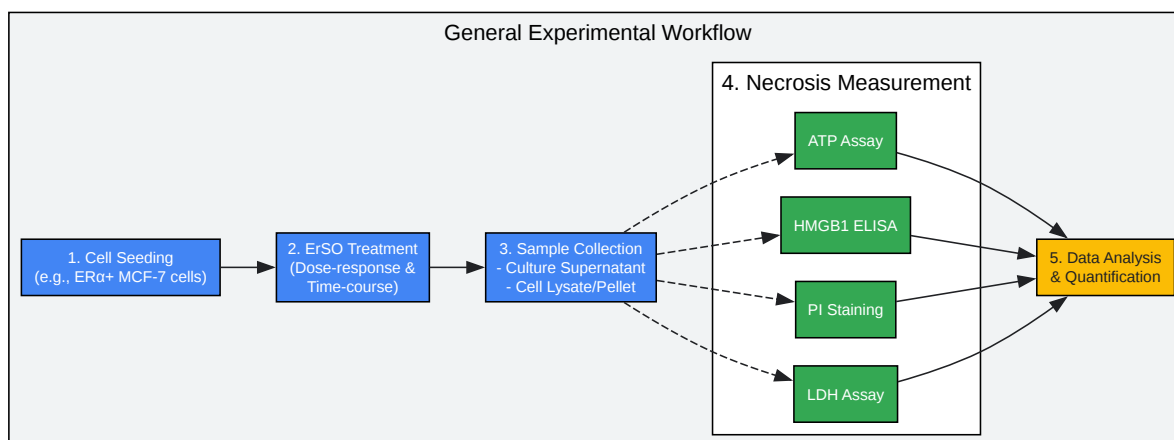 General Experimental Workflow
4. Necrosis Measurement
ATP Assay
HMGB1 ELISA
1. Cell Seeding
(e.g., ERα+ MCF-7 cells)
2. ErSO Treatment
(Dose-response &
Time-course)
3. Sample Collection
- Culture Supernatant
- Cell Lysate/Pellet
5. Data Analysis
& Quantification
PI Staining
LDH Assay